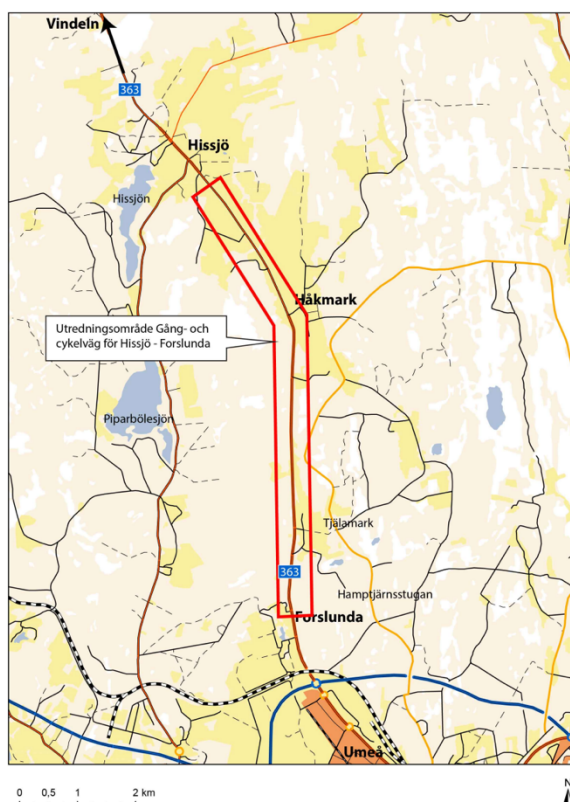 Vindeln
363
Hissjö
Hissjön
Håkmark
Utredningsområde Gång- och
cykelväg för Hissjö - Forslunda
Piparbölesjön
Tjälamark
363
Hamptjärnsstugan
Forslunda
Umeå
0 0,5 1 2 km
N